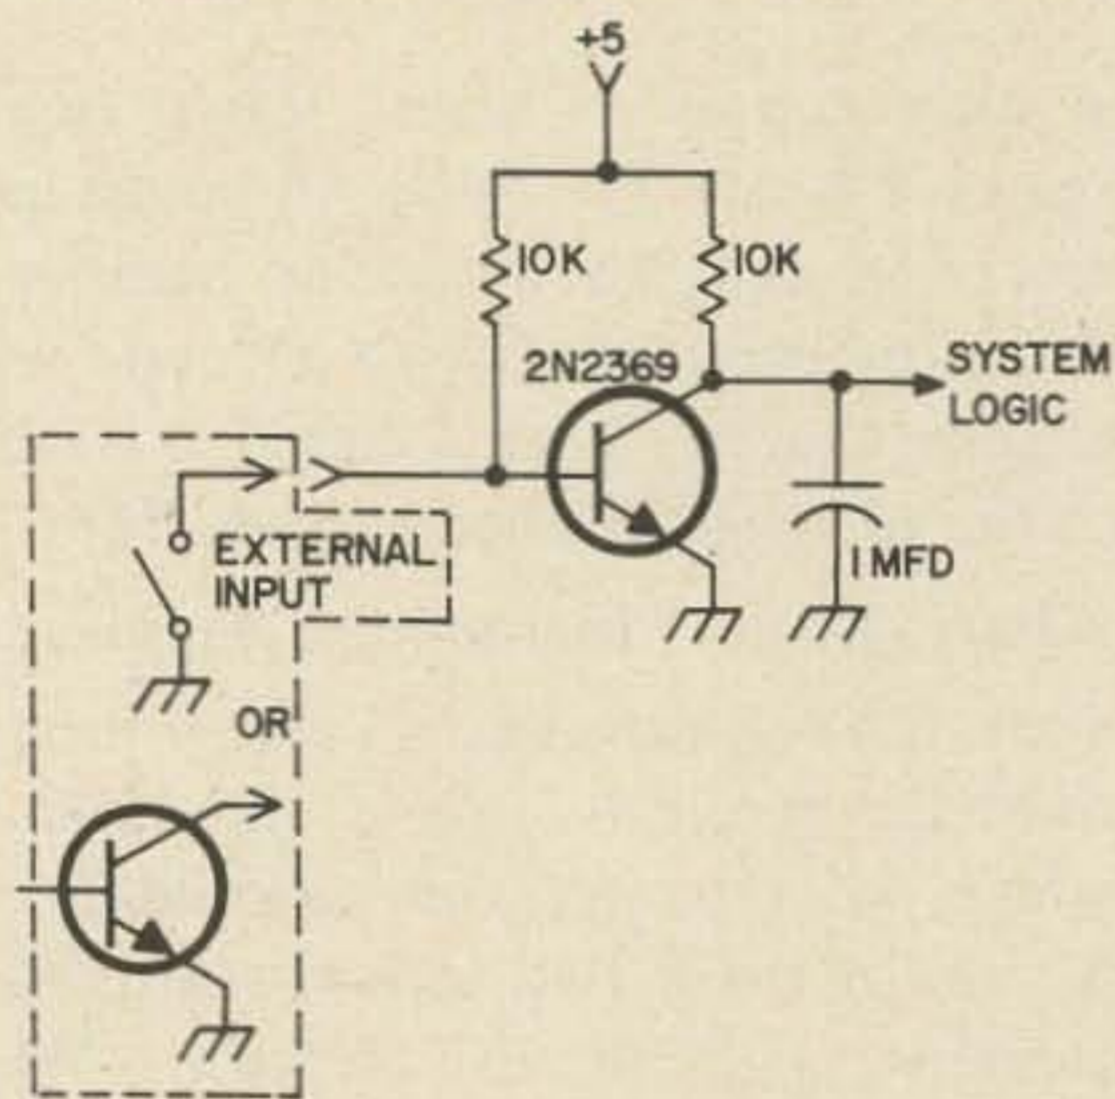 +5
10K
10K
2N2369
SYSTEM
LOGIC
EXTERNAL
INPUT
1 MFD
OR